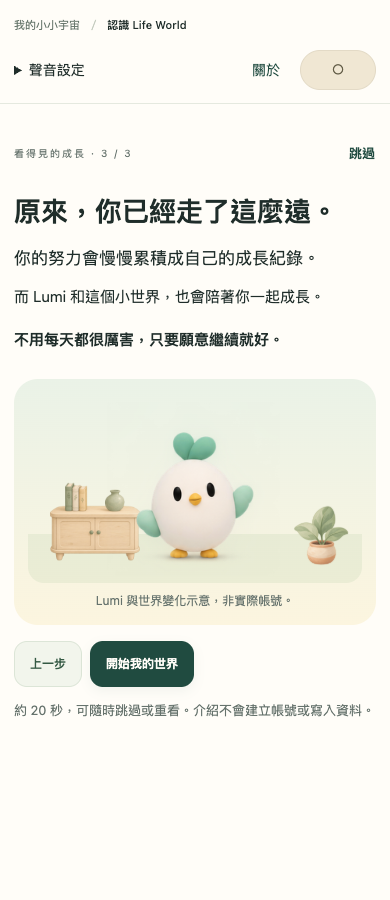 我的小小宇宙 / 認識 Life World
▶ 聲音設定
關於
看得見的成長 · 3 / 3
跳過
原來，你已經走了這麼遠。
你的努力會慢慢累積成自己的成長紀錄。
而 Lumi 和這個小世界，也會陪著你一起成長。
不用每天都很厲害，只要願意繼續就好。
Lumi 與世界變化示意，非實際帳號。
上一步
開始我的世界
約 20 秒，可隨時跳過或重看。介紹不會建立帳號或寫入資料。